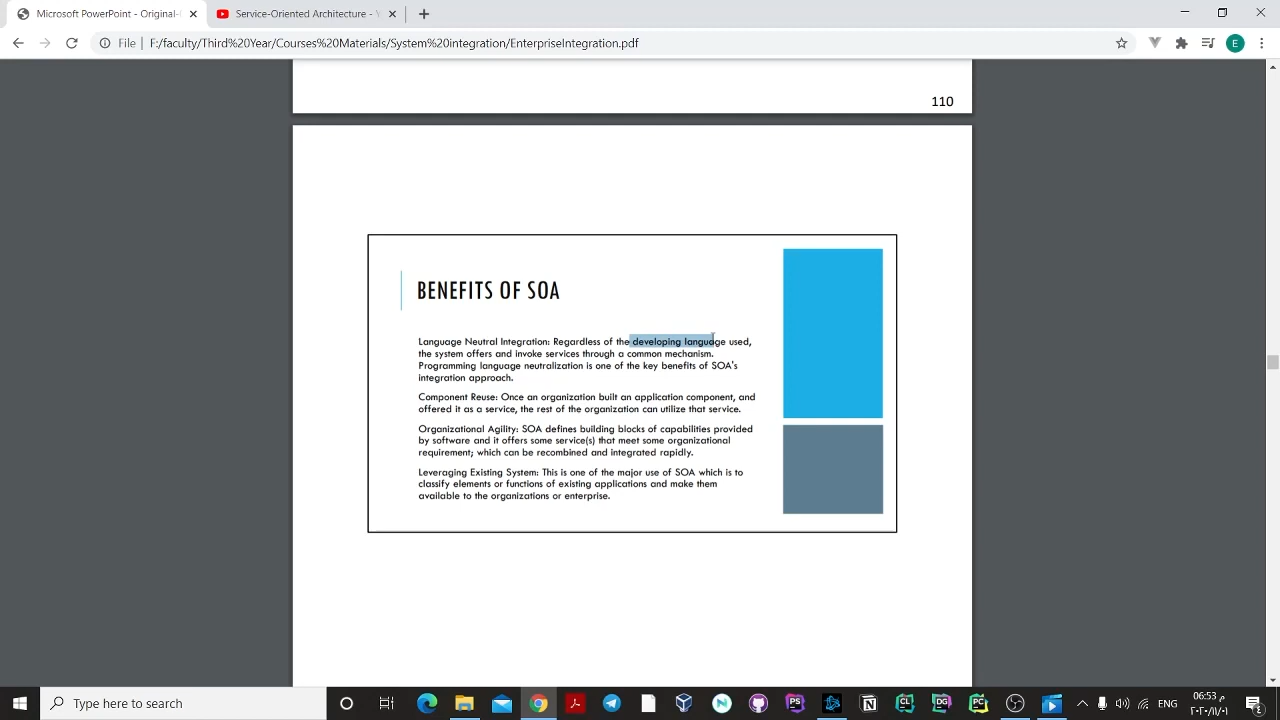 Microsoft PowerPoint - Original-
Service-Oriented Architecture - Y
File
F:/faculty/Third%20Year/Courses%20Materials/System%20integration/EnterpriseIntegration.pdf
E
110
BENEFITS OF SOA
Language Neutral Integration: Regardless of the developing language used,
the system offers and invoke services through a common mechanism.
Programming language neutralization is one of the key benefits of SOA's
integration approach.
Component Reuse: Once an organization built an application component, and
offered it as a service, the rest of the organization can utilize that service.
Organizational Agility: SOA defines building blocks of capabilities provided
by software and it offers some service(s) that meet some organizational
requirement; which can be recombined and integrated rapidly.
Leveraging Existing System: This is one of the major use of SOA which is to
classify elements or functions of existing applications and make them
available to the organizations or enterprise.
Type here to search
PS
CL
DG
PC
06:53
2